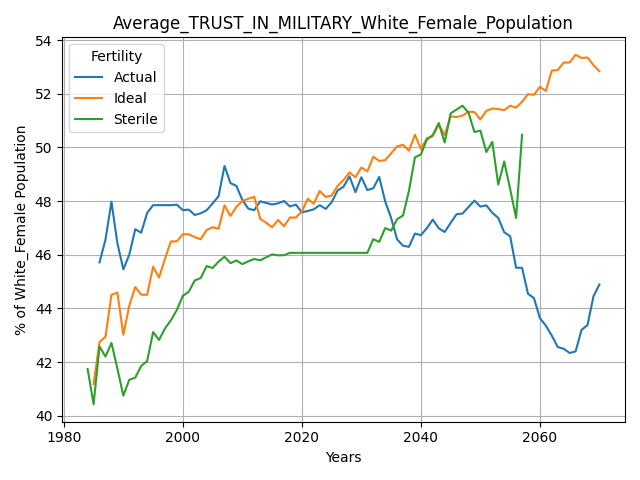 Average_TRUST_IN_MILITARY_White_Female_Population
% of White_Female Population
54
52
50
48
46
44
42
40
Fertility
Actual
Ideal
Sterile
1980
2000
2020
2040
2060
Years